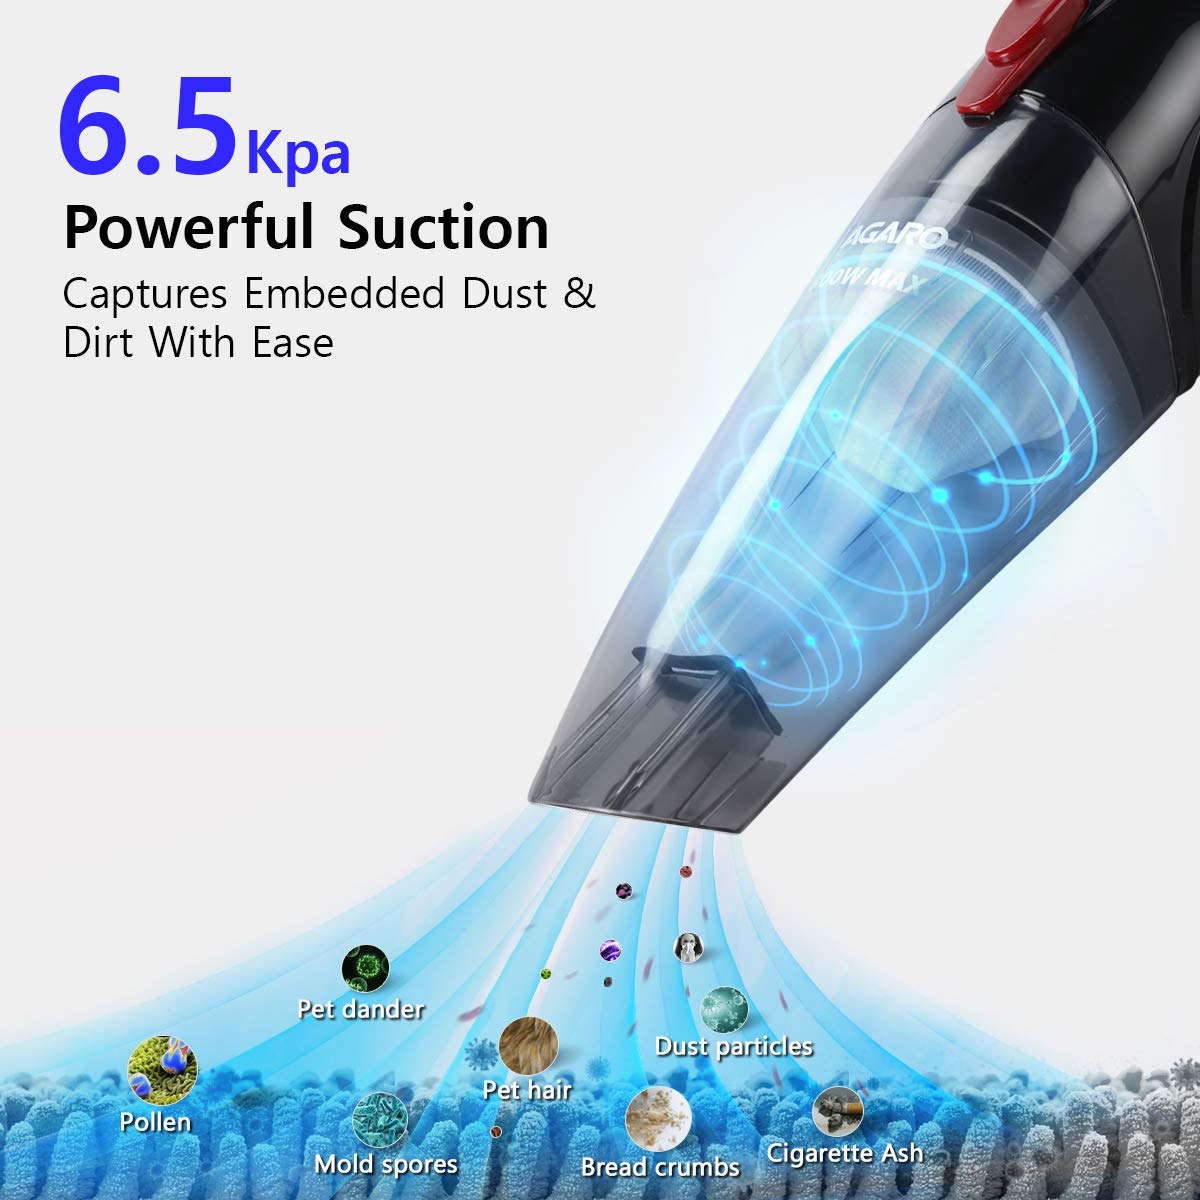 6.5Kpa
Powerful Suction
Captures Embedded Dust &
Dirt With Ease
AGARO
MAX
Pet dander
Dust particles
Pet hair
Pollen
Mold spores
Bread crumbs
Cigarette Ash